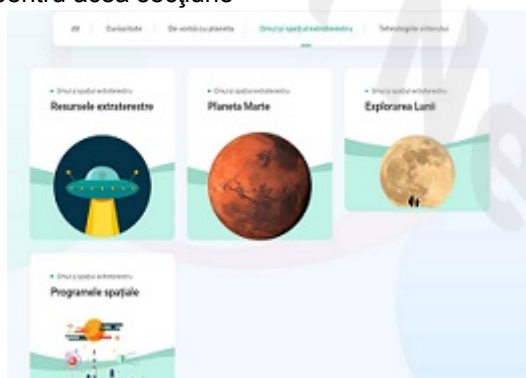 pentru acea secțiune
All Curiozitate De vorbă cu planeta Omul și spațiul extraterestru Tehnologiile viitorului
Omul și spațiul extraterestru
Resursele extraterestre
Omul și spațiul extraterestru
Planeta Marte
Omul și spațiul extraterestru
Explorarea Lunii
Omul și spațiul extraterestru
Programele spațiale